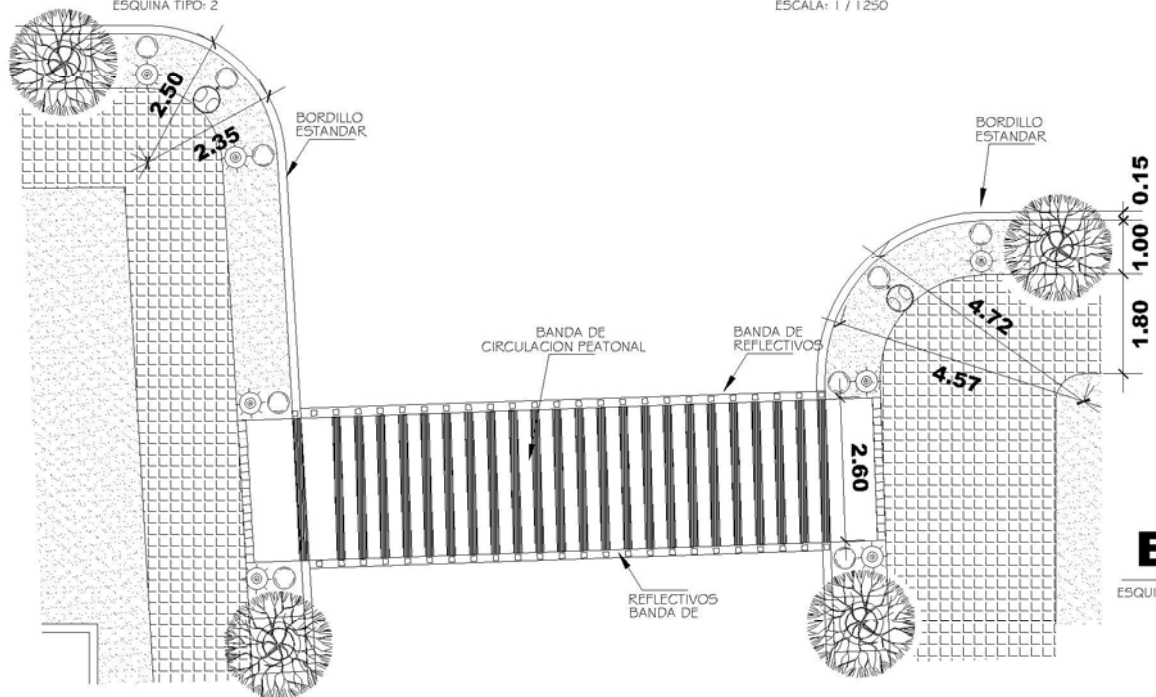 ESQUINA TIPO: 2
ESCALA: 1 / 1250
2.50
2.35
BORDILLO
ESTANDAR
BORDILLO
ESTANDAR
0.15
1.00
1.80
4.72
4.57
BANDA DE
CIRCULACION PEATONAL
BANDA DE
REFLECTIVOS
2.60
REFLECTIVOS
BANDA DE
E
ESQUI